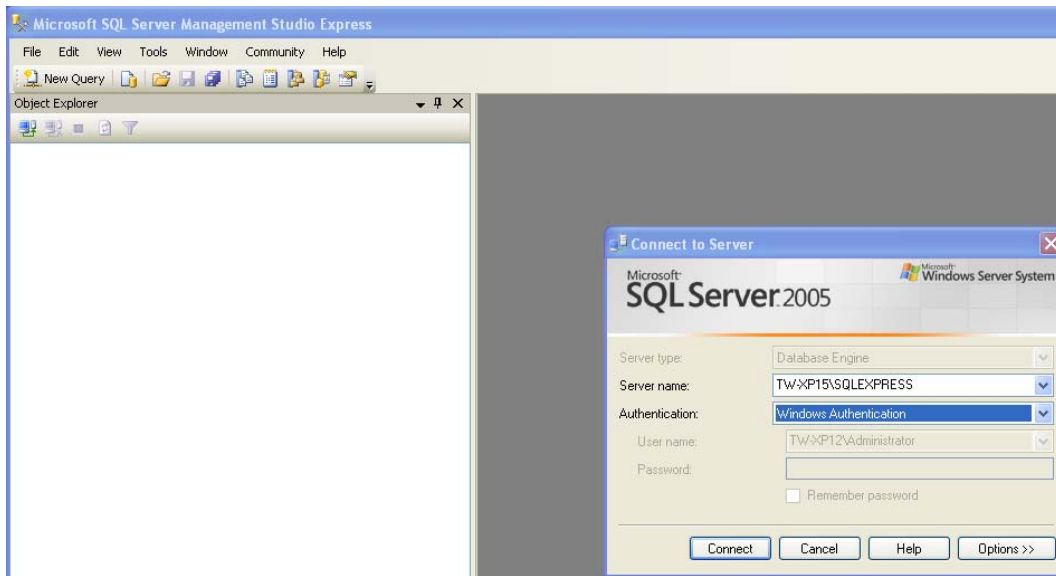 Microsoft SQL Server Management Studio Express
File Edit View Tools Window Community Help
New Query
Object Explorer
Connect to Server
Microsoft
SQL Server 2005
Microsoft
Windows Server System
Server type: Database Engine
Server name: TW-XP15\SQLEXPRESS
Authentication: Windows Authentication
User name: TW-XP12\Administrator
Password:
Remember password
Connect Cancel Help Options >>